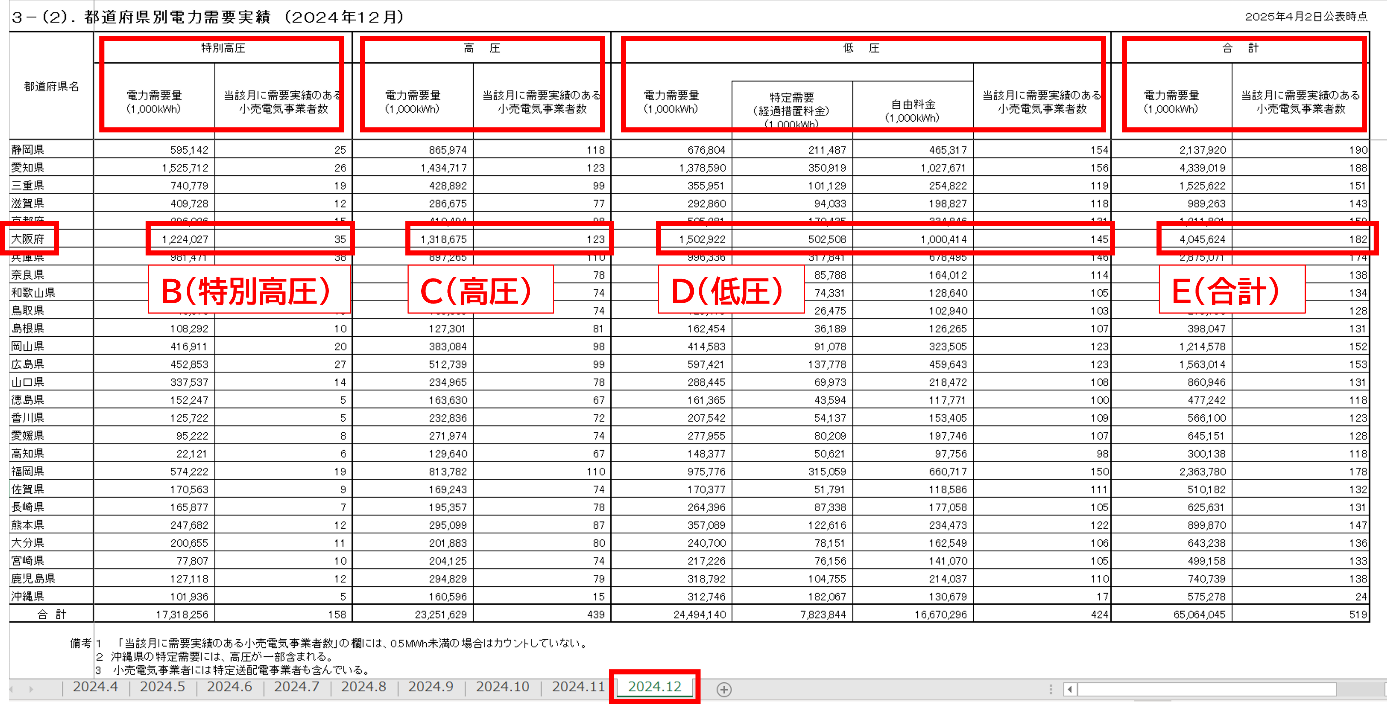 3-(2). 都道府県別電力需要実績 (2024年12月)
2025年4月2日公表時点
都道府県名 特別高圧 高 圧 低 圧 合 計
電力需要量 (1,000kWh) 当該月に需要実績のある小売電気事業者数 電力需要量 (1,000kWh) 当該月に需要実績のある小売電気事業者数 電力需要量 (1,000kWh) 特定需要 (経過措置料金) (1,000kWh) 自由料金 (1,000kWh) 当該月に需要実績のある小売電気事業者数 電力需要量 (1,000kWh) 当該月に需要実績のある小売電気事業者数
静岡県 595,142 25 865,974 118 676,804 211,487 465,317 154 2,137,920 190
愛知県 1,525,712 26 1,434,717 123 1,378,590 350,919 1,027,671 156 4,339,019 188
三重県 740,779 19 428,892 99 355,951 101,129 254,822 119 1,525,622 151
滋賀県 409,728 12 286,675 77 292,860 94,033 198,827 118 989,263 143
京都府
大阪府 1,224,027 35 1,318,675 123 1,502,922 502,508 1,000,414 145 4,045,624 182
兵庫県 981,471 38 897,265 110 996,336 317,841 678,495 146 2,875,071 174
奈良県 78 85,788 164,012 114 138
和歌山県 74 74,331 128,640 105 134
鳥取県 74 26,475 102,940 103 128
B(特別高圧) C(高圧) D(低圧) E(合計)
島根県 108,292 10 127,301 81 162,454 36,189 126,265 107 398,047 131
岡山県 416,911 20 383,084 98 414,583 91,078 323,505 123 1,214,578 152
広島県 452,853 27 512,739 99 597,421 137,778 459,643 123 1,563,014 153
山口県 337,537 14 234,965 78 288,445 69,973 218,472 108 860,946 131
徳島県 152,247 5 163,630 67 161,365 43,594 117,771 100 477,242 118
香川県 125,722 5 232,836 72 207,542 54,137 153,405 109 566,100 123
愛媛県 95,222 8 271,974 74 277,955 80,209 197,746 107 645,151 128
高知県 22,121 6 129,640 67 148,377 50,621 97,756 98 300,138 118
福岡県 574,222 19 813,782 110 975,776 315,059 660,717 150 2,363,780 178
佐賀県 170,563 9 169,243 74 170,377 51,791 118,586 111 510,182 132
長崎県 165,877 7 195,357 78 264,396 87,338 177,058 105 625,631 131
熊本県 247,682 12 295,099 87 357,089 122,616 234,473 122 899,870 147
大分県 200,655 11 201,883 80 240,700 78,151 162,549 106 643,238 136
宮崎県 77,807 10 204,125 74 217,226 76,156 141,070 105 499,158 133
鹿児島県 127,118 12 294,829 79 318,792 104,755 214,037 110 740,739 138
沖縄県 101,936 5 160,596 15 312,746 182,067 130,679 17 575,278 24
合 計 17,318,256 158 23,251,629 439 24,494,140 7,823,844 16,670,296 424 65,064,045 519
備考 1 「当該月に需要実績のある小売電気事業者数」の欄には、0.5MWh未満の場合はカウントしていない。
2 沖縄県の特定需要には、高圧が一部含まれる。
3 小売電気事業者には特定送配電事業者も含んでいる。
2024.4 2024.5 2024.6 2024.7 2024.8 2024.9 2024.10 2024.11 2024.12